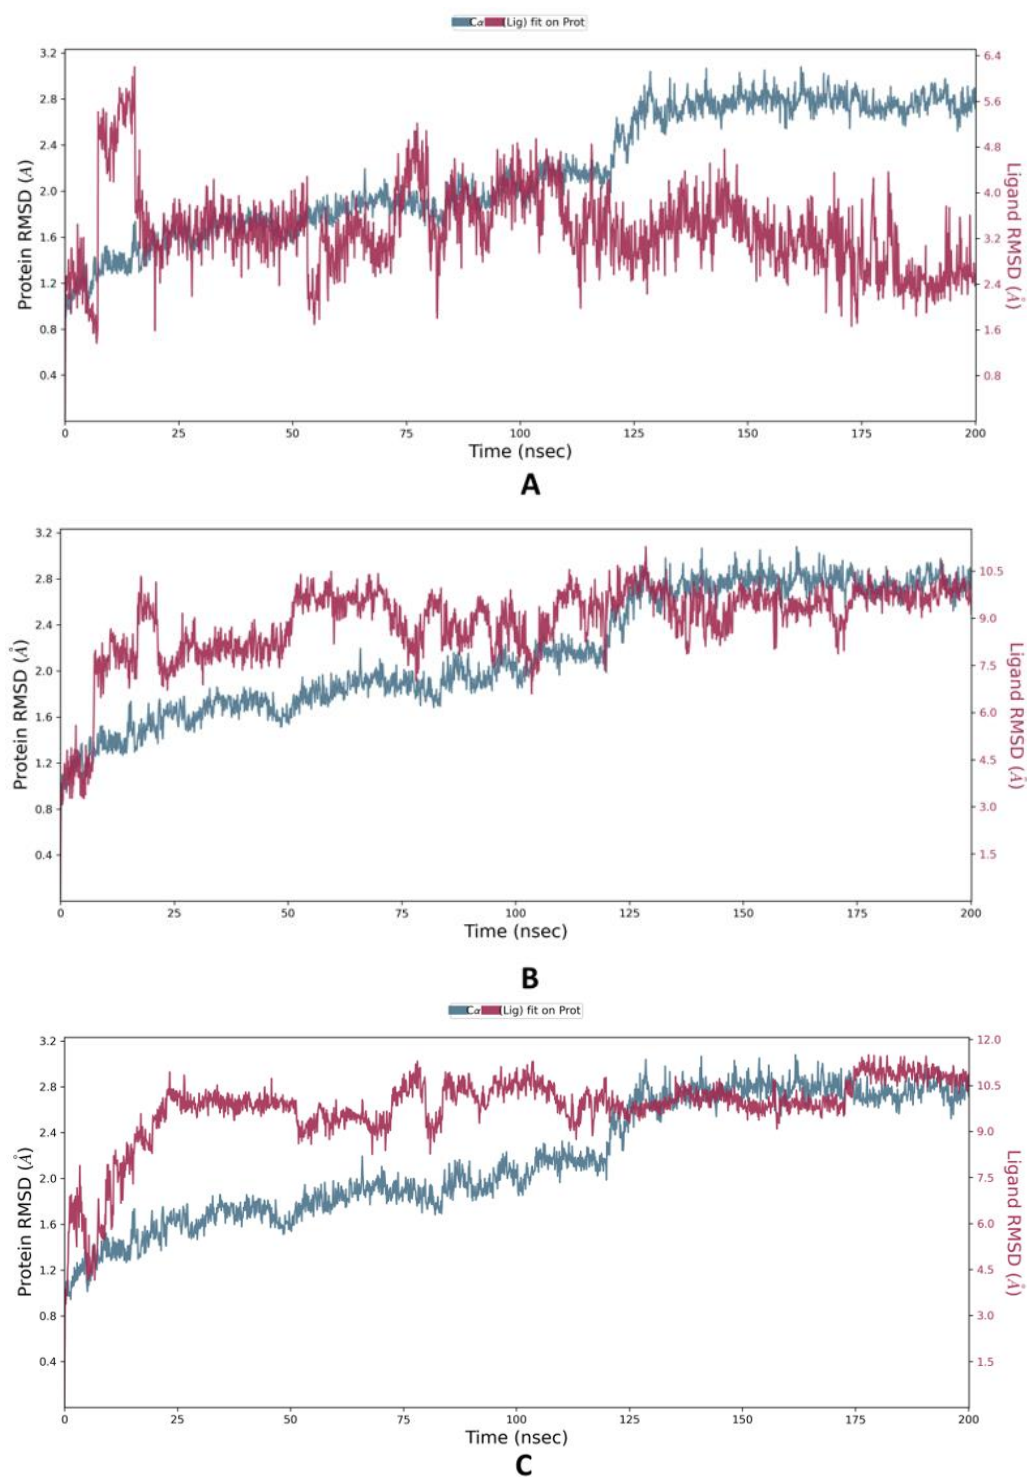 Cα (Lig) fit on Prot
3.2
2.8
2.4
2.0
1.6
1.2
0.8
0.4
Protein RMSD (Å)
6.4
5.6
4.8
4.0
3.2
2.4
1.6
0.8
Ligand RMSD (Å)
0 25 50 75 100 125 150 175 200
Time (nsec)
A
3.2
2.8
2.4
2.0
1.6
1.2
0.8
0.4
Protein RMSD (Å)
10.5
9.0
7.5
6.0
4.5
3.0
1.5
Ligand RMSD (Å)
0 25 50 75 100 125 150 175 200
Time (nsec)
B
Cα (Lig) fit on Prot
3.2
2.8
2.4
2.0
1.6
1.2
0.8
0.4
Protein RMSD (Å)
12.0
10.5
9.0
7.5
6.0
4.5
3.0
1.5
Ligand RMSD (Å)
0 25 50 75 100 125 150 175 200
Time (nsec)
C